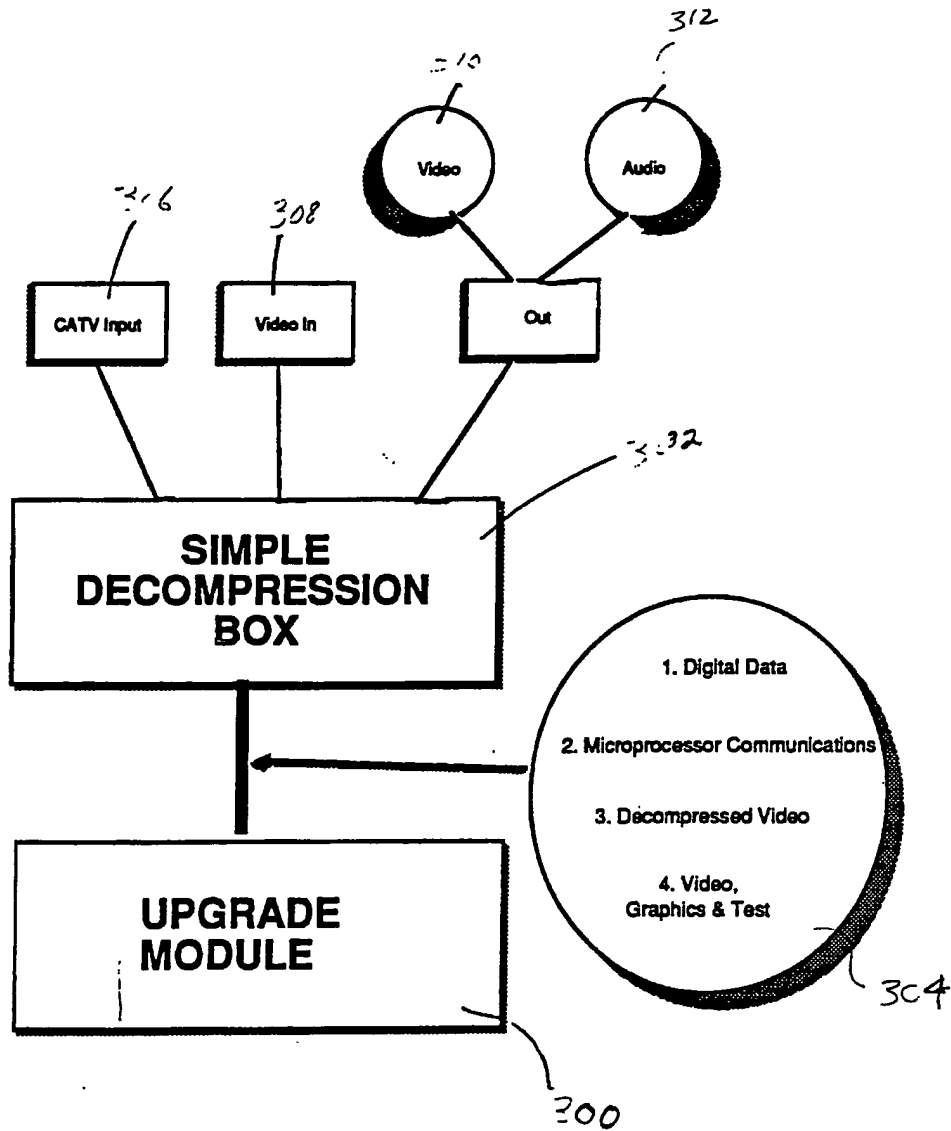 312
Video
Audio
308
CATV Input
Video In
Out
SIMPLE
DECOMPRESSION
BOX
1. Digital Data
2. Microprocessor Communications
3. Decompressed Video
4. Video,
Graphics & Test
UPGRADE
MODULE
304
300